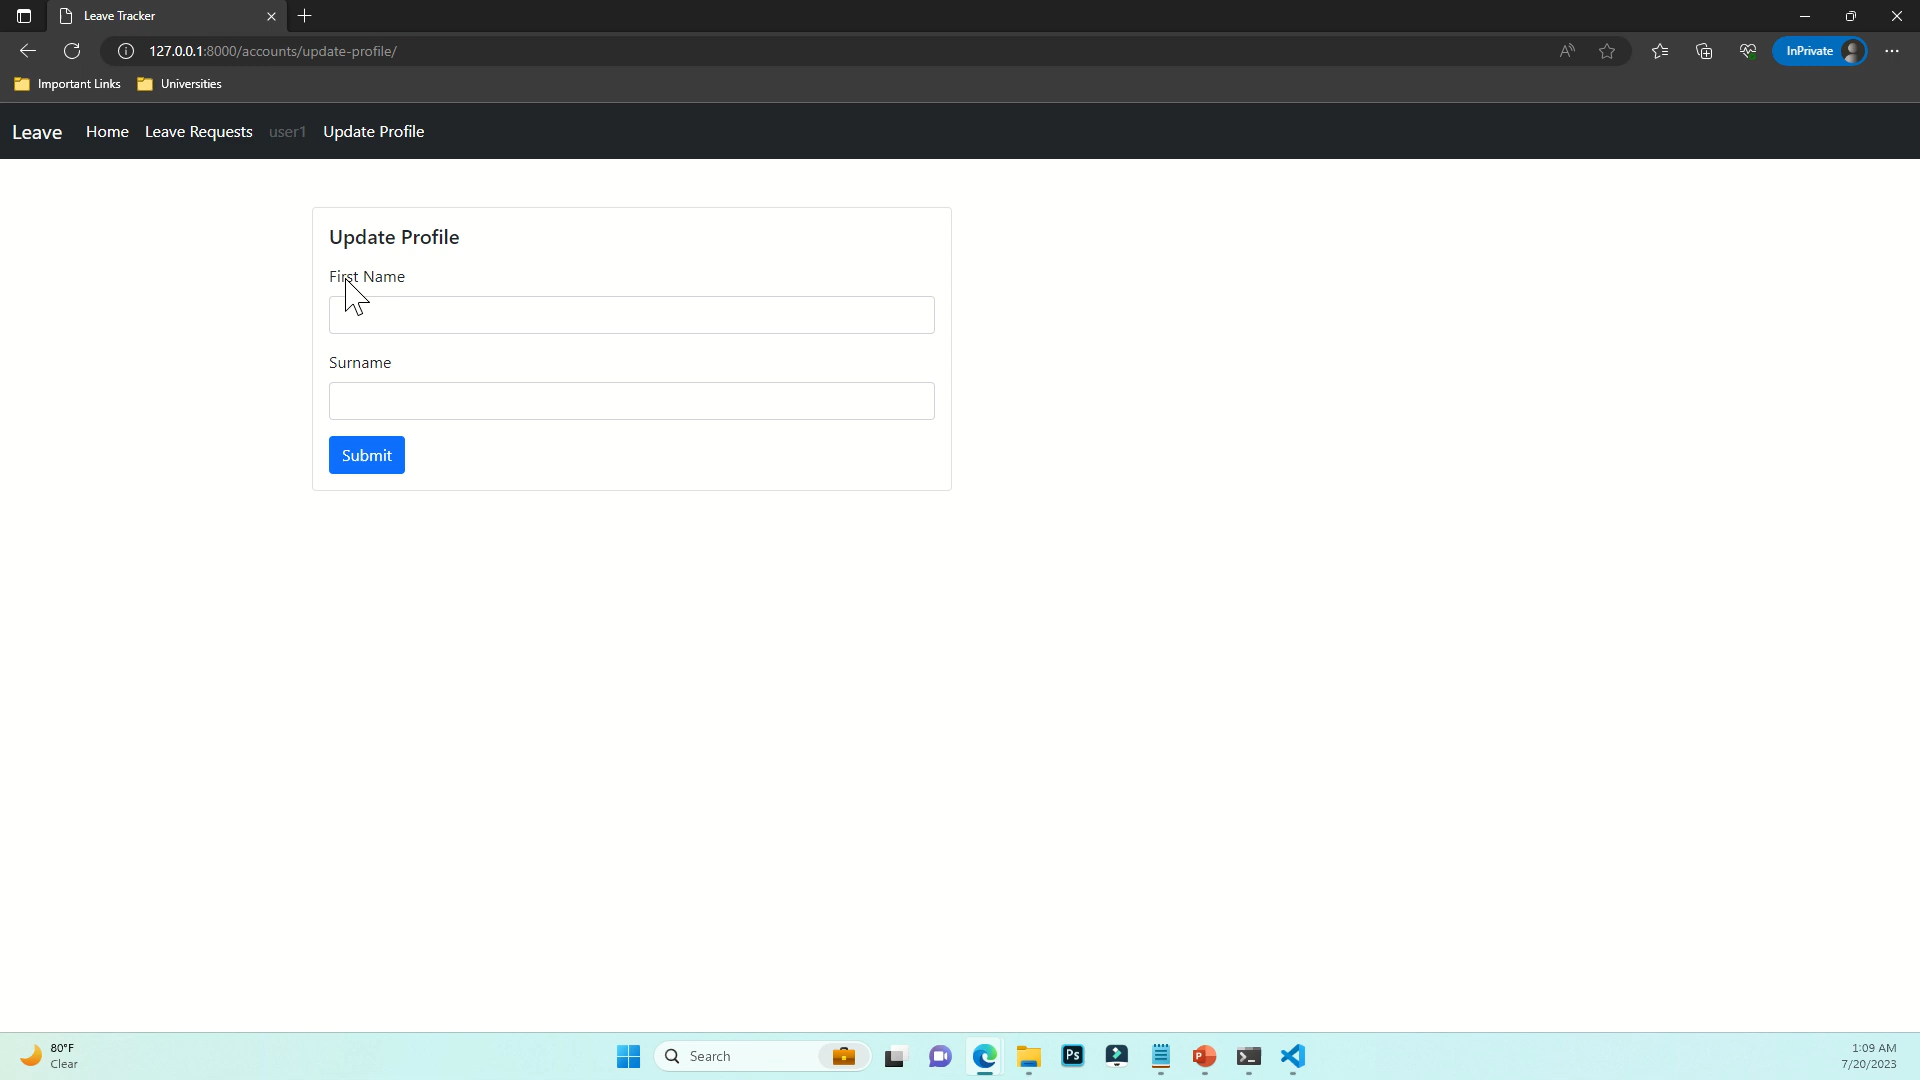 Leave Tracker
127.0.0.1:8000/accounts/update-profile/
InPrivate
Important Links Universities
Leave Home Leave Requests user1 Update Profile
Update Profile
First Name
Surname
Submit
80°F
Clear
Search
Ps
P
1:09 AM
7/20/2023